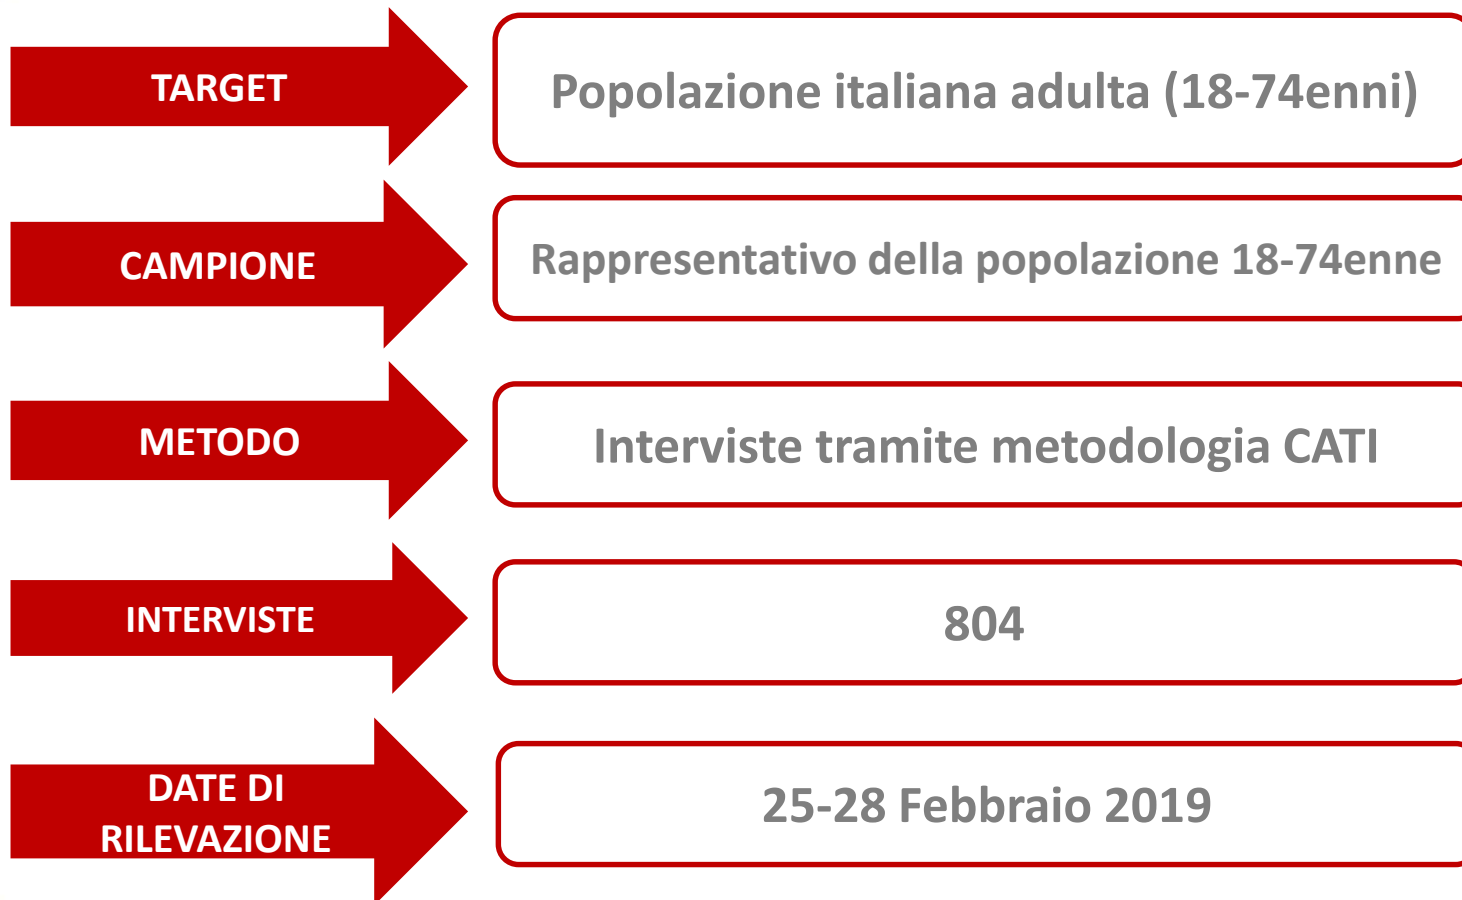 TARGET
Popolazione italiana adulta (18-74enni)
CAMPIONE
Rappresentativo della popolazione 18-74enne
METODO
Interviste tramite metodologia CATI
INTERVISTE
804
DATE DI
RILEVAZIONE
25-28 Febbraio 2019